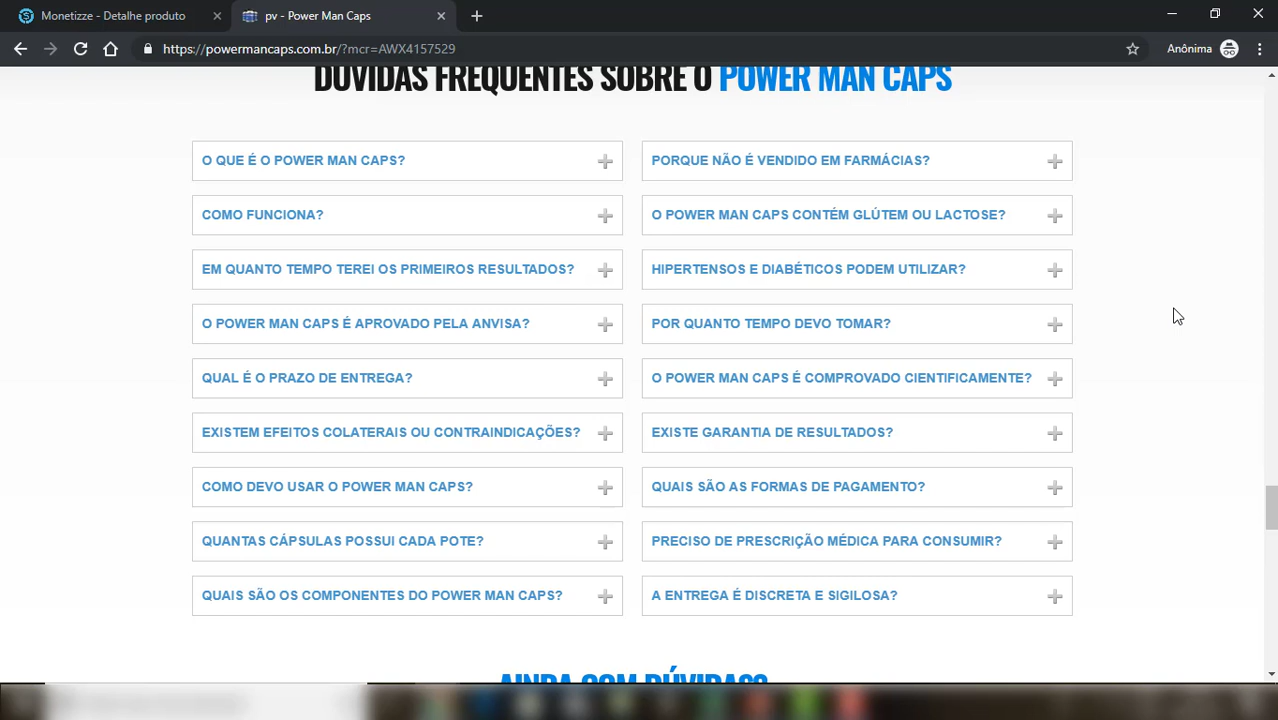 Monetizze - Detalhe produto
pv - Power Man Caps
https://powermancaps.com.br/?mcr=AWX4157529
Anônima
DÚVIDAS FREQUENTES SOBRE O POWER MAN CAPS
O QUE É O POWER MAN CAPS?
COMO FUNCIONA?
EM QUANTO TEMPO TEREI OS PRIMEIROS RESULTADOS?
O POWER MAN CAPS É APROVADO PELA ANVISA?
QUAL É O PRAZO DE ENTREGA?
EXISTEM EFEITOS COLATERAIS OU CONTRAINDICAÇÕES?
COMO DEVO USAR O POWER MAN CAPS?
QUANTAS CÁPSULAS POSSUI CADA POTE?
QUAIS SÃO OS COMPONENTES DO POWER MAN CAPS?
PORQUE NÃO É VENDIDO EM FARMÁCIAS?
O POWER MAN CAPS CONTÉM GLÚTEM OU LACTOSE?
HIPERTENSOS E DIABÉTICOS PODEM UTILIZAR?
POR QUANTO TEMPO DEVO TOMAR?
O POWER MAN CAPS É COMPROVADO CIENTIFICAMENTE?
EXISTE GARANTIA DE RESULTADOS?
QUAIS SÃO AS FORMAS DE PAGAMENTO?
PRECISO DE PRESCRIÇÃO MÉDICA PARA CONSUMIR?
A ENTREGA É DISCRETA E SIGILOSA?
AINDA COM DÚVIDAS?